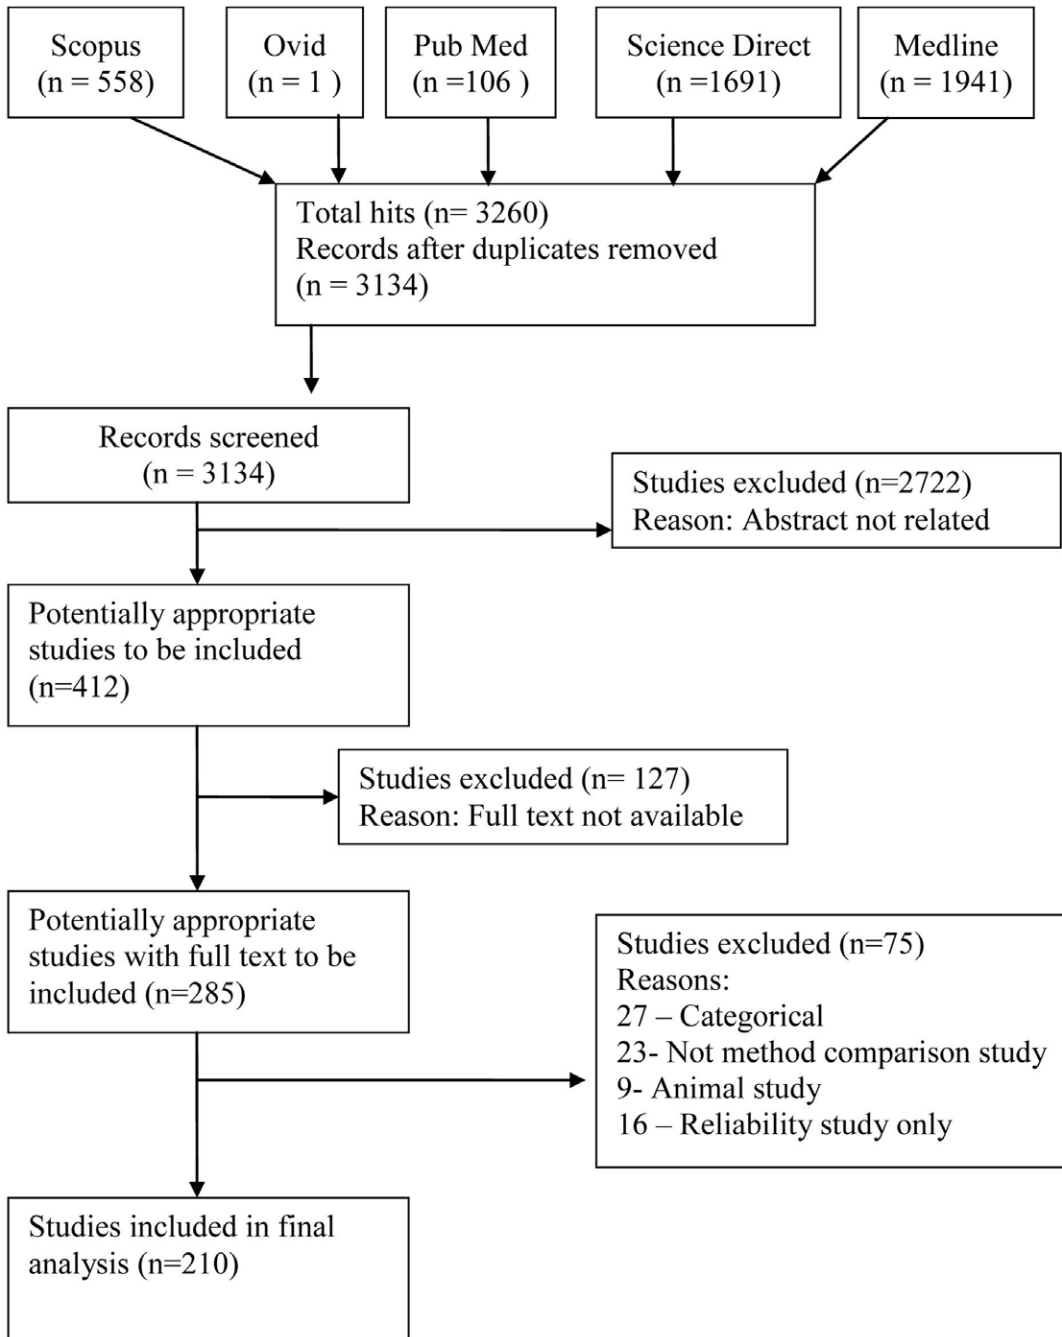 Scopus
(n = 558)
Ovid
(n = 1 )
Pub Med
(n =106 )
Science Direct
(n =1691)
Medline
(n = 1941)
Total hits (n= 3260)
Records after duplicates removed
(n = 3134)
Records screened
(n = 3134)
Studies excluded (n=2722)
Reason: Abstract not related
Potentially appropriate
studies to be included
(n=412)
Studies excluded (n= 127)
Reason: Full text not available
Potentially appropriate
studies with full text to be
included (n=285)
Studies excluded (n=75)
Reasons:
27 – Categorical
23- Not method comparison study
9- Animal study
16 – Reliability study only
Studies included in final
analysis (n=210)